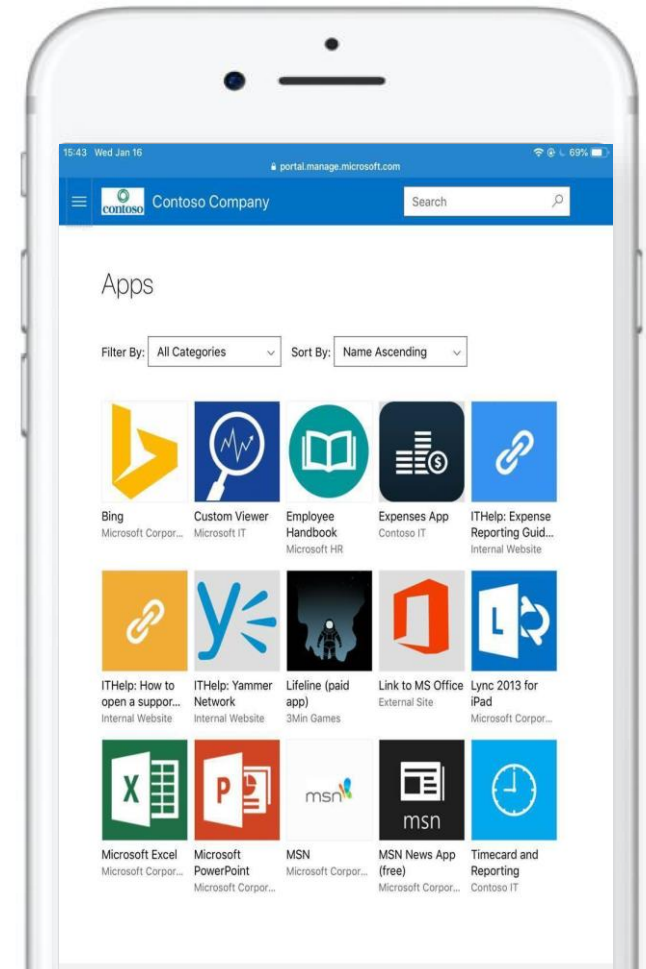 15:43 Wed Jan 16
69%
portal.manage.microsoft.com
contoso
Contoso Company
Search
Apps
Filter By:
All Categories
Sort By:
Name Ascending
Bing
Microsoft Corpor...
Custom Viewer
Microsoft IT
Employee
Handbook
Microsoft HR
Expenses App
Contoso IT
ITHelp: Expense
Reporting Guid...
Internal Website
ITHelp: How to
open a suppor...
Internal Website
ITHelp: Yammer
Network
Internal Website
Lifeline (paid
app)
3Min Games
Link to MS Office
External Site
L
Lync 2013 for
iPad
Microsoft Corpor...
X
Microsoft Excel
Microsoft Corpor...
P
Microsoft
PowerPoint
Microsoft Corpor...
msn
MSN
Microsoft Corpor...
msn
MSN News App
(free)
Microsoft Corpor...
Timecard and
Reporting
Contoso IT